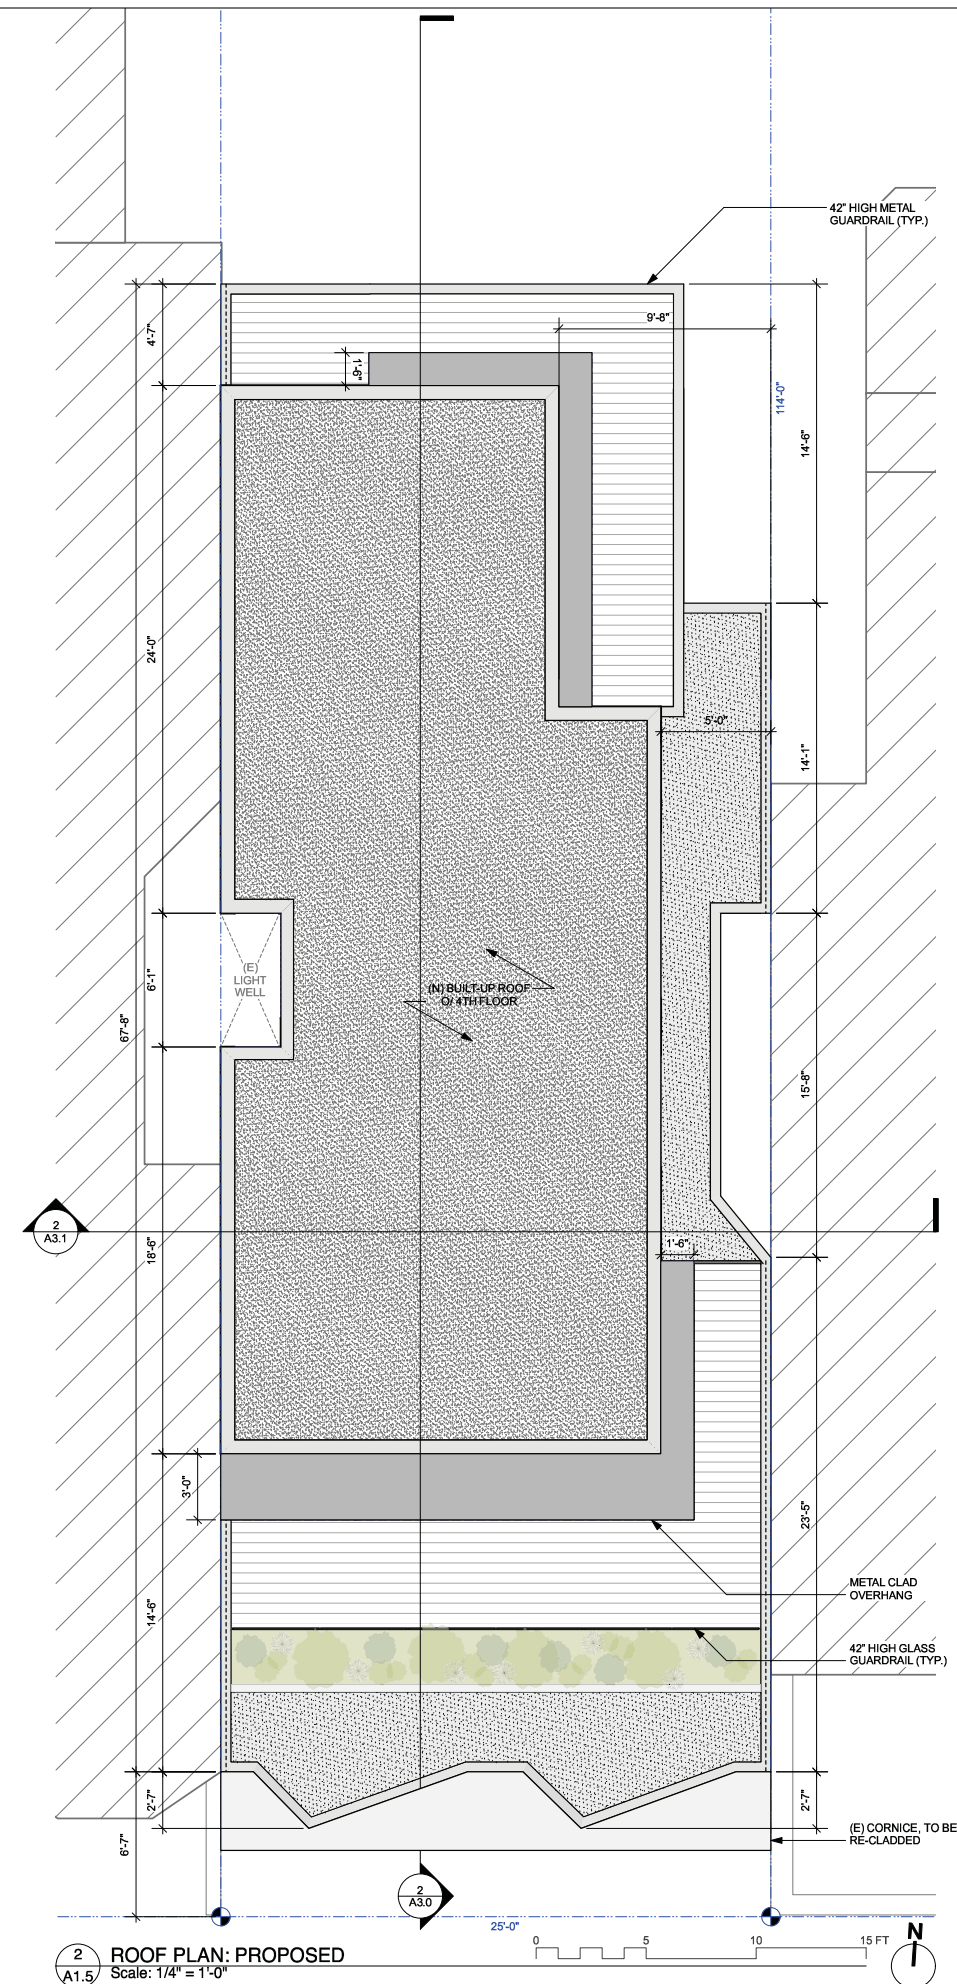 42" HIGH METAL
GUARDRAIL (TYP.)
9'-8"
4'-7"
1'-6"
114'-0"
14'-6"
24'-0"
5'-0"
14'-1"
(E)
LIGHT
WELL
6'-1"
(N) BUILT-UP ROOF
O/ 4TH FLOOR
67'-8"
15'-8"
2
A3.1
18'-6"
1'-6"
3'-0"
23'-5"
METAL CLAD
OVERHANG
14'-6"
42" HIGH GLASS
GUARDRAIL (TYP.)
2'-7"
2'-7"
(E) CORNICE, TO BE
RE-CLADDED
6'-7"
2
A3.0
25'-0"
2
A1.5
ROOF PLAN: PROPOSED
Scale: 1/4" = 1'-0"
0 5 10 15 FT
N